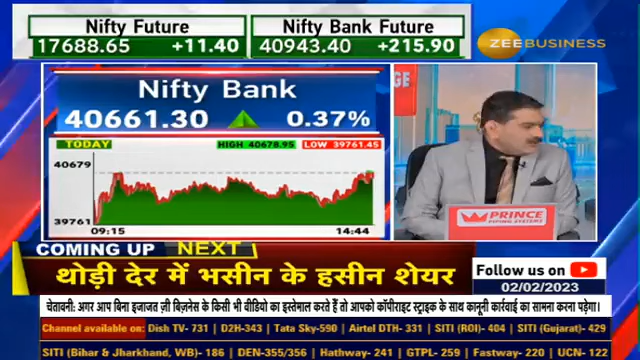 Nifty Future
17688.65 +11.40
Nifty Bank Future
40943.40 +215.90
ZEEBUSINESS
Nifty Bank
40661.30 0.37%
TODAY HIGH 40678.95 LOW 39761.45
40679
39761
09:15 14:44
GE
PRINCE
PIPING SYSTEMS
COMING UP NEXT
थोड़ी देर में भसीन के हसीन शेयर
Follow us on
02/02/2023
चेतावनी: अगर आप बिना इजाजत ज़ी बिज़नेस के किसी भी वीडियो का इस्तेमाल करते हैं तो आपको कॉपीराइट स्ट्राइक के साथ कानूनी कार्रवाई का सामना करना पड़ेगा।
Channel available on: Dish TV- 731 | D2H-343 | Tata Sky-590 | Airtel DTH- 331 | SITI (ROI) - 404 | SITI (Gujarat) - 429
SITI (Bihar & Jharkhand, WB)- 186 | DEN-355/356 | Hathway- 241 | GTPL- 259 | Fastway- 220 | UCN- 122